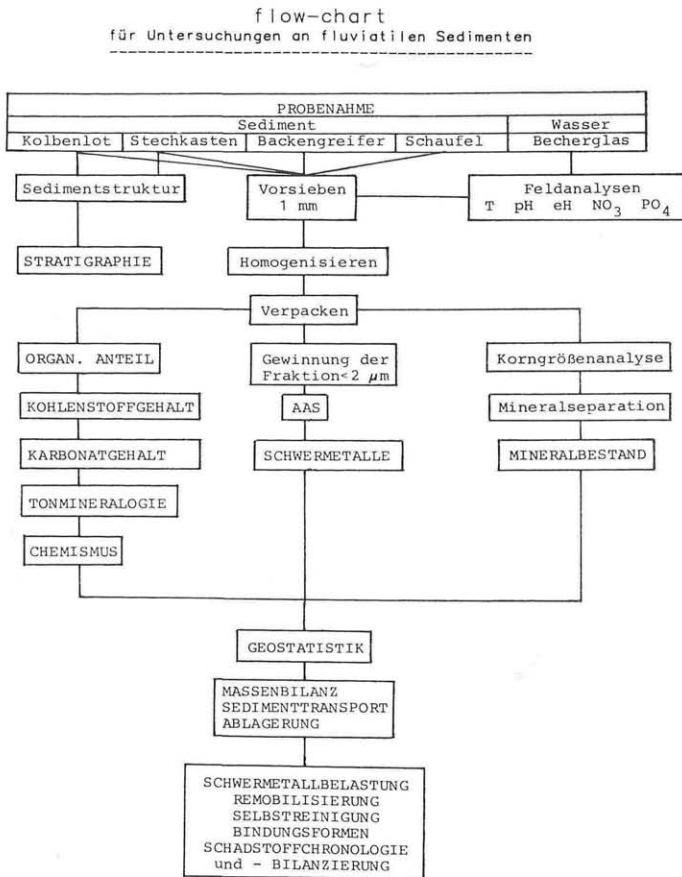 flow-chart
für Untersuchungen an fluviatilen Sedimenten
PROBENAHME
Sediment Wasser
Kolbenlot Stechkasten Backengreifer Schaufel Becherglas
Sedimentstruktur
Vorsieben
1 mm
Feldanalysen
T pH eH NO3 PO4
STRATIGRAPHIE
Homogenisieren
Verpacken
ORGAN. ANTEIL
KOHLENSTOFFGEHALT
KARBONATGEHALT
TONMINERALOGIE
CHEMISMUS
Gewinnung der
Fraktion<2 µm
AAS
SCHWERMETALLE
Korngrößenanalyse
Mineralseparation
MINERALBESTAND
GEOSTATISTIK
MASSENBILANZ
SEDIMENTTRANSPORT
ABLAGERUNG
SCHWERMETALLBELASTUNG
REMOBILISIERUNG
SELBSTREINIGUNG
BINDUNGSFORMEN
SCHADSTOFFCHRONOLOGIE
und - BILANZIERUNG